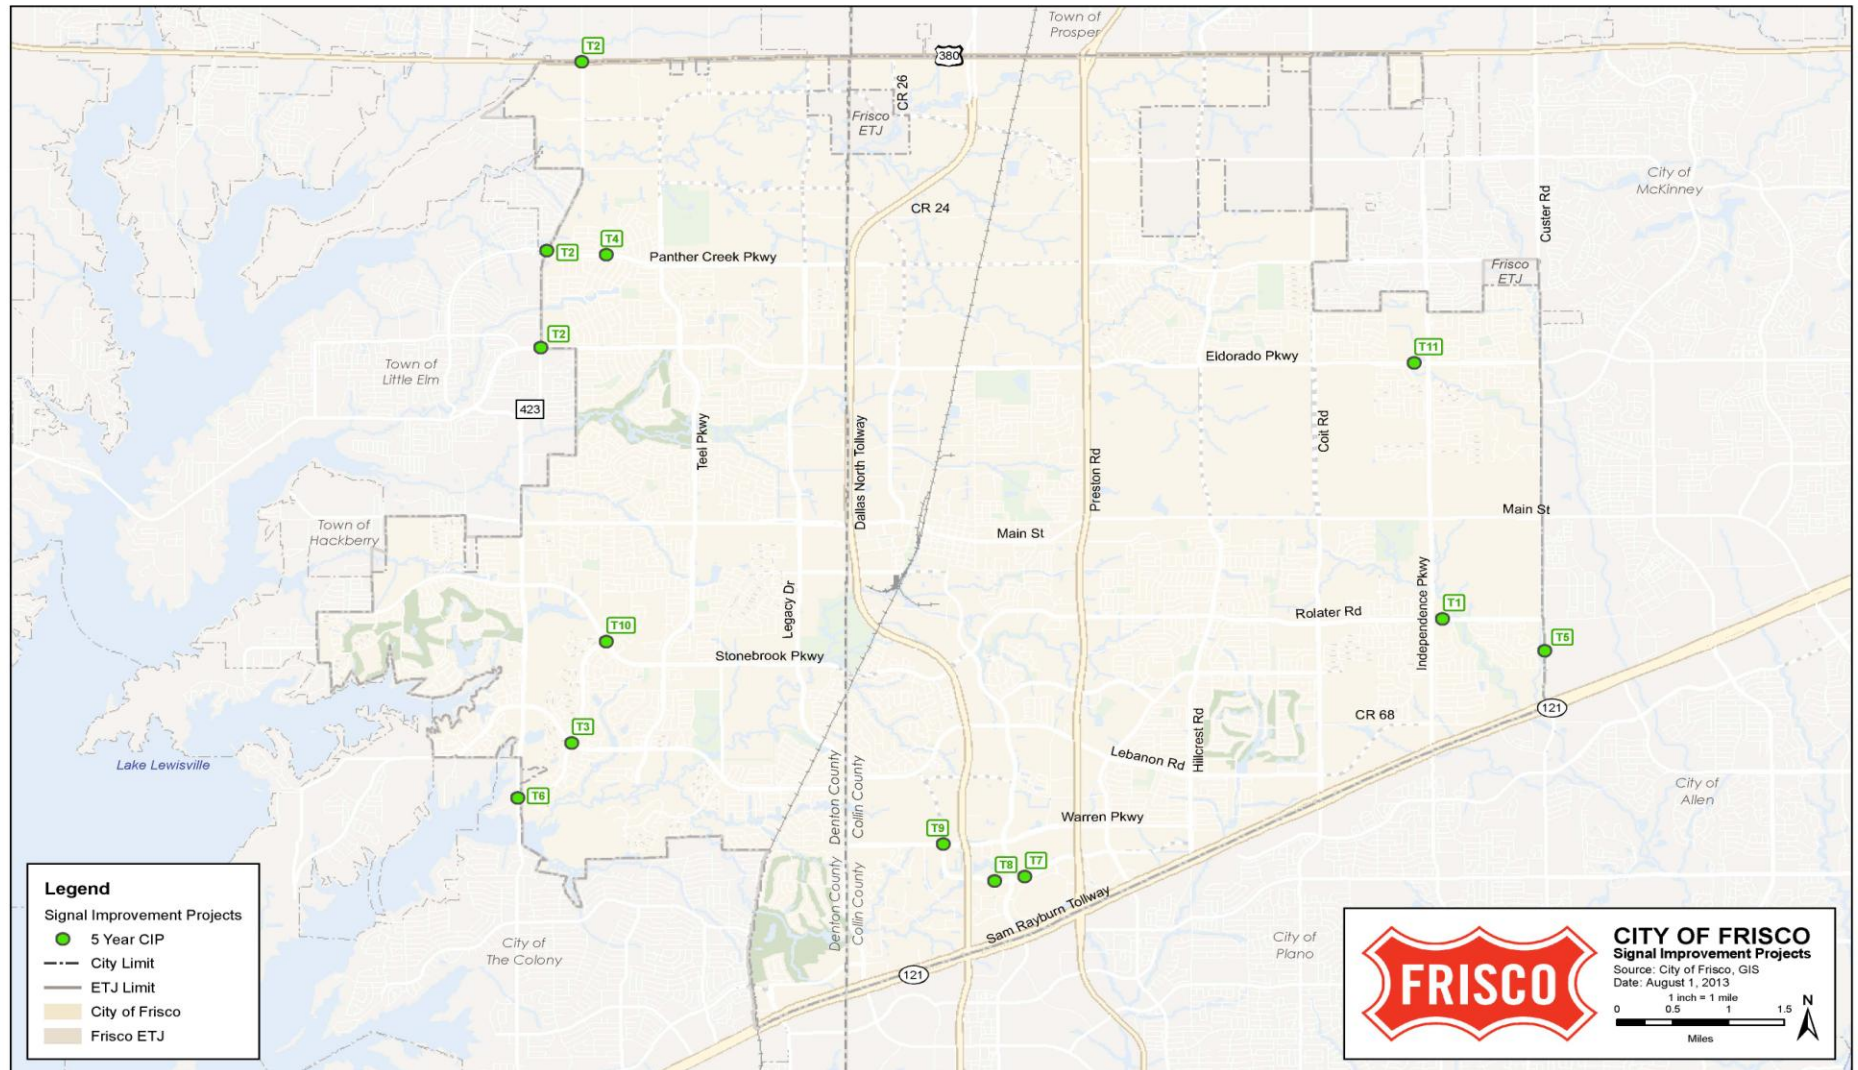 Town of
Prosper
T2
380
CR 26
Frisco
ETJ
City of
McKinney
Custer Rd
CR 24
T2
T4
Panther Creek Pkwy
Frisco
ETJ
T2
Town of
Little Elm
Eldorado Pkwy
T11
423
Teel Pkwy
Dallas North Tollway
Preston Rd
Coit Rd
Town of
Hackberry
Main St
Main St
Legacy Dr
Independence Pkwy
T10
Stonebrook Pkwy
Rolater Rd
T1
T5
121
CR 68
T3
Lake Lewisville
Lebanon Rd
Hillcrest Rd
Denton County
Collin County
T6
City of
Allen
Warren Pkwy
T9
T8
T7
Denton County
Collin County
Sam Rayburn Tollway
121
City of
The Colony
City of
Plano
Legend
Signal Improvement Projects
5 Year CIP
City Limit
ETJ Limit
City of Frisco
Frisco ETJ
FRISCO
CITY OF FRISCO
Signal Improvement Projects
Source: City of Frisco, GIS
Date: August 1, 2013
1 inch = 1 mile
0 0.5 1 1.5
Miles
N